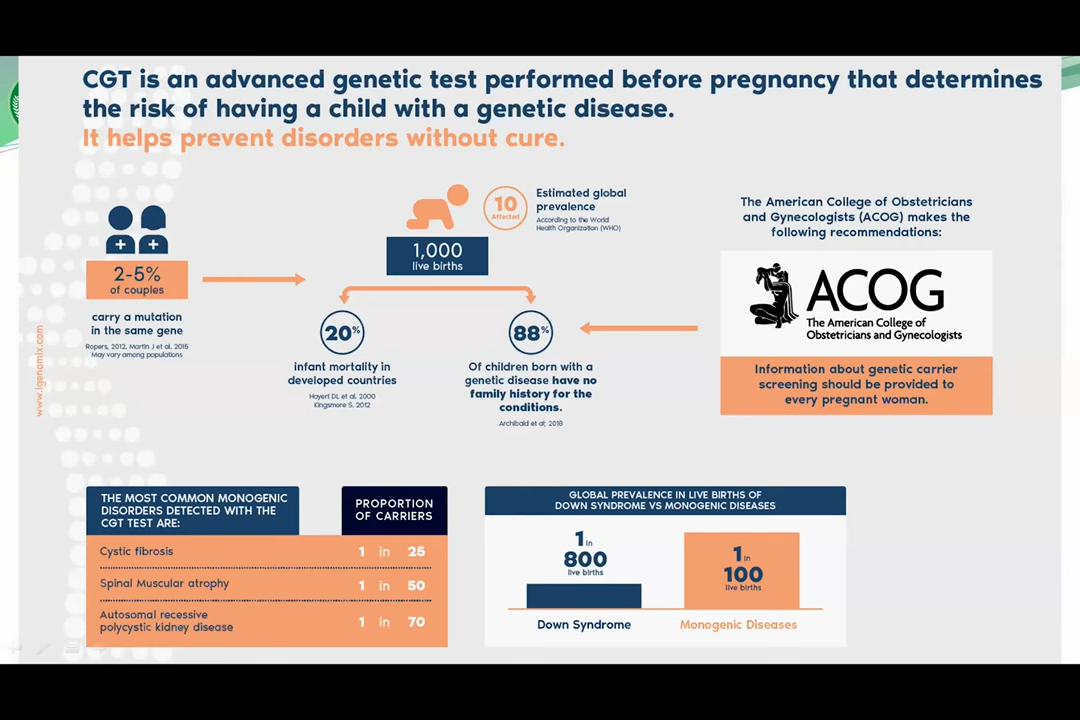 CGT is an advanced genetic test performed before pregnancy that determines
the risk of having a child with a genetic disease.
It helps prevent disorders without cure.
2-5%
of couples
carry a mutation
in the same gene
Ropers, 2012, Martin J et al. 2015
May vary among populations
10
Affected
Estimated global
prevalence
According to the World
Health Organization (WHO)
1,000
live births
20%
infant mortality in
developed countries
Hoyert DL et al. 2000
Kingsmore S. 2012
88%
Of children born with a
genetic disease have no
family history for the
conditions.
Archibald et al; 2018
The American College of Obstetricians
and Gynecologists (ACOG) makes the
following recommendations:
ACOG
The American College of
Obstetricians and Gynecologists
Information about genetic carrier
screening should be provided to
every pregnant woman.
www.igenomix.com
THE MOST COMMON MONOGENIC
DISORDERS DETECTED WITH THE
CGT TEST ARE:
PROPORTION
OF CARRIERS
Cystic fibrosis 1 in 25
Spinal Muscular atrophy 1 in 50
Autosomal recessive
polycystic kidney disease 1 in 70
GLOBAL PREVALENCE IN LIVE BIRTHS OF
DOWN SYNDROME VS MONOGENIC DISEASES
1 in
800
live births
Down Syndrome
1 in
100
live births
Monogenic Diseases